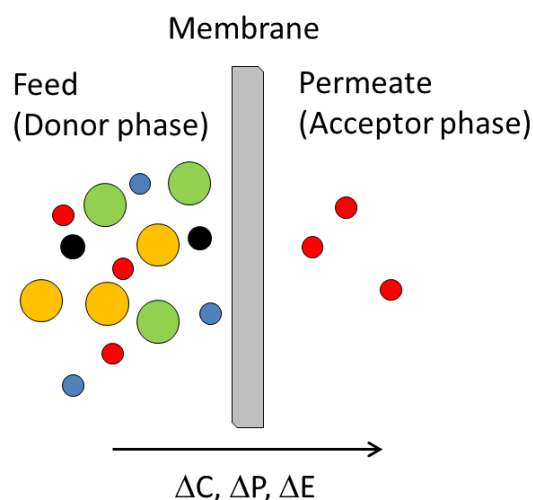 Membrane
Feed
(Donor phase)
Permeate
(Acceptor phase)
ΔC, ΔP, ΔE